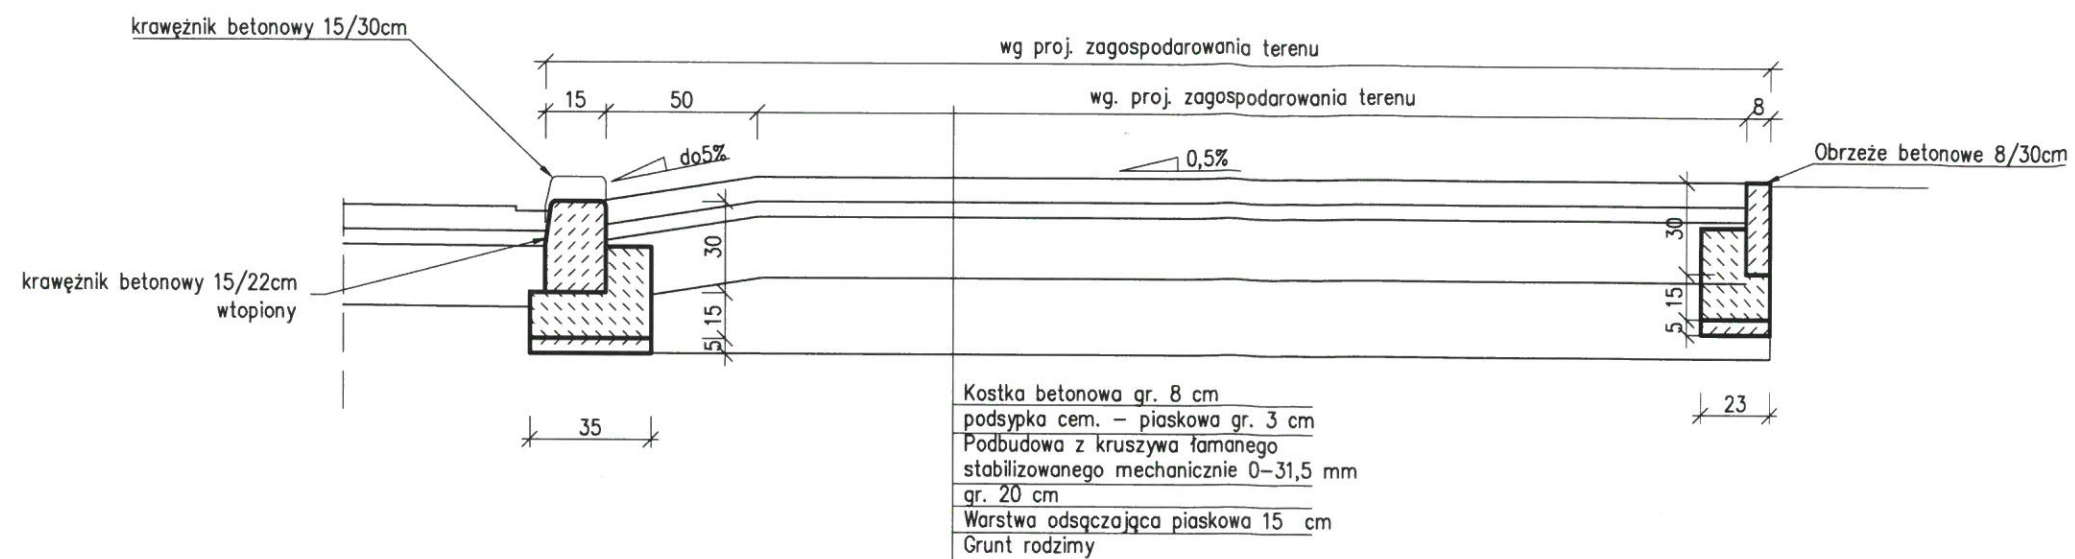 krawężnik betonowy 15/30cm
wg proj. zagospodarowania terenu
15
50
wg. proj. zagospodarowania terenu
8
do5%
0,5%
Obrzeże betonowe 8/30cm
krawężnik betonowy 15/22cm
wtopiony
30
15
5
30
15
5
35
23
Kostka betonowa gr. 8 cm
podsypka cem. – piaskowa gr. 3 cm
Podbudowa z kruszywa łamanego
stabilizowanego mechanicznie 0–31,5 mm
gr. 20 cm
Warstwa odsączająca piaskowa 15 cm
Grunt rodzimy